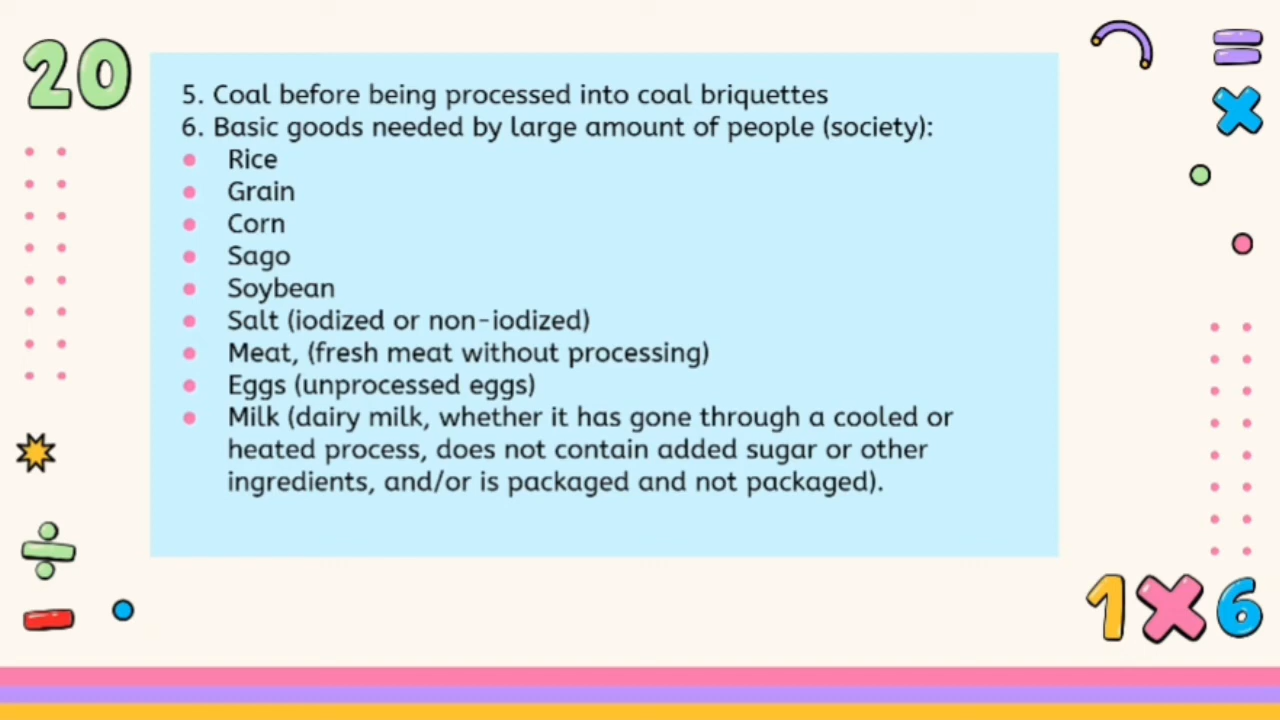 20
5. Coal before being processed into coal briquettes
6. Basic goods needed by large amount of people (society):
Rice
Grain
Corn
Sago
Soybean
Salt (iodized or non-iodized)
Meat, (fresh meat without processing)
Eggs (unprocessed eggs)
Milk (dairy milk, whether it has gone through a cooled or
heated process, does not contain added sugar or other
ingredients, and/or is packaged and not packaged).
1×6